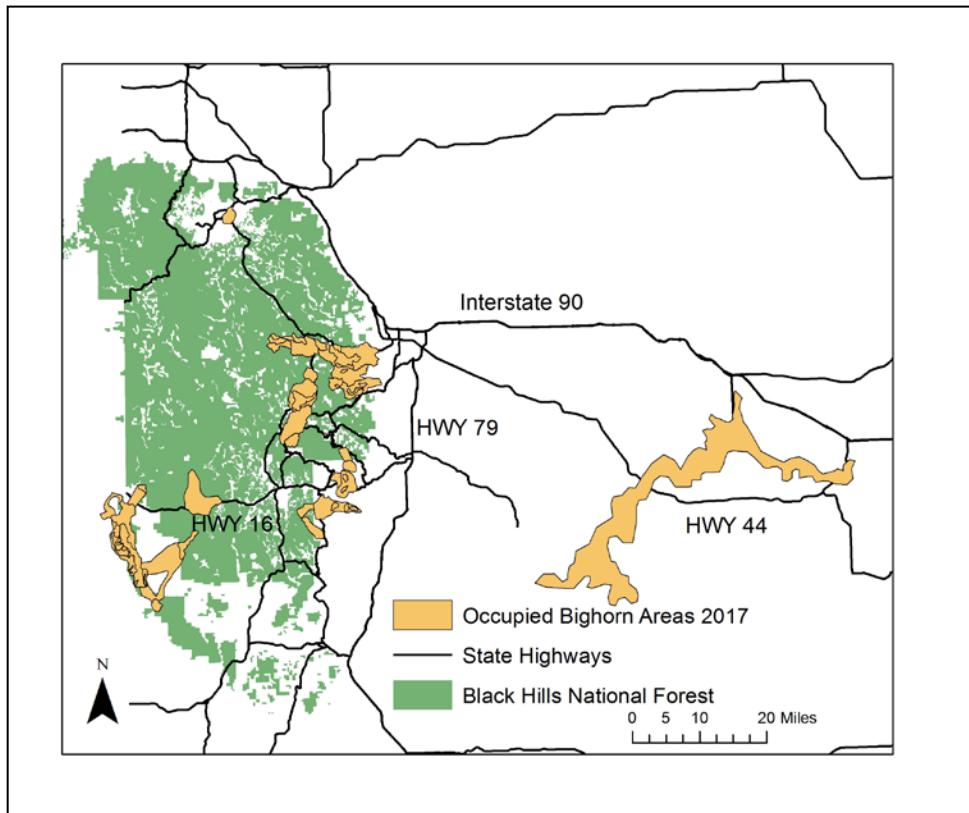 Interstate 90
HWY 79
HWY 16
HWY 44
Occupied Bighorn Areas 2017
State Highways
Black Hills National Forest
N
0 5 10 20 Miles